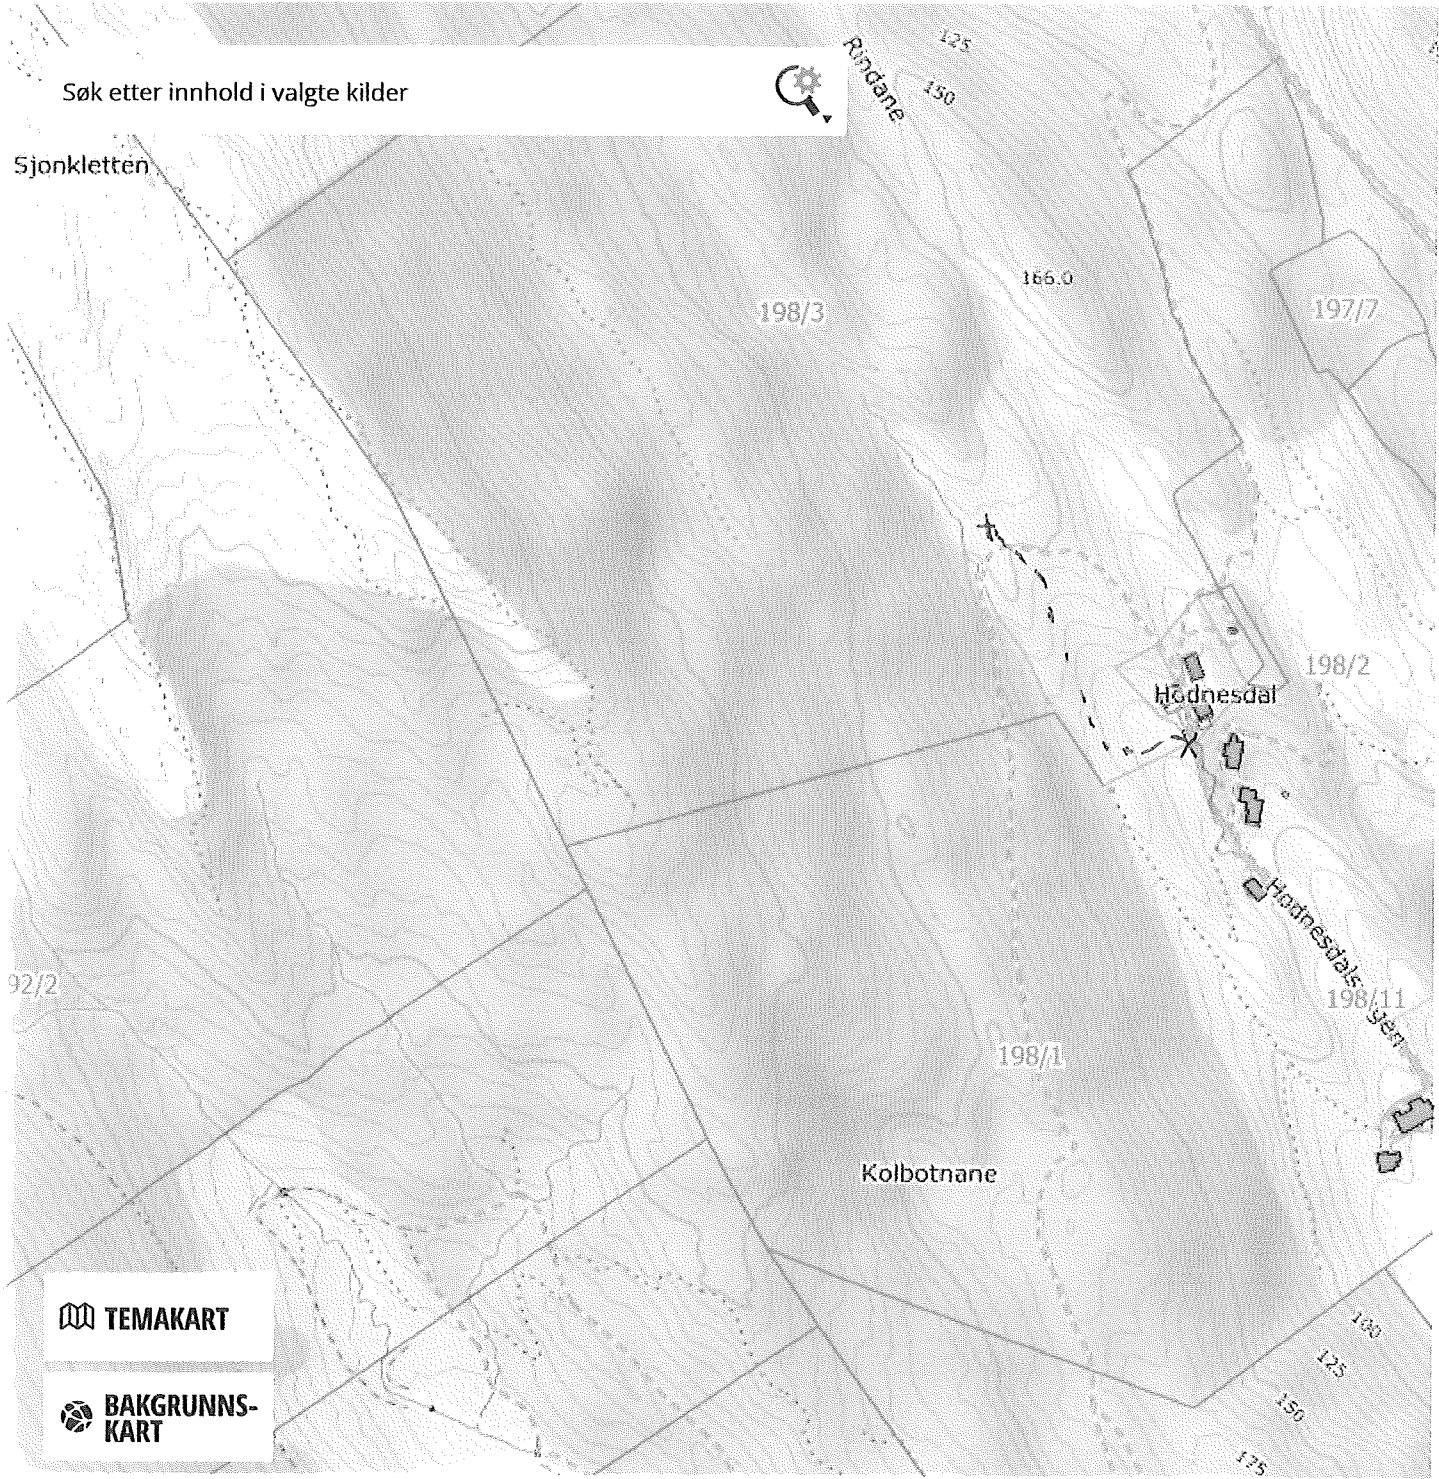 Rindane
125
150
Søk etter innhold i valgte kilder
Sjonkletten
166.0
198/3
197/7
198/2
Hodnesdal
Hodnesdalsvegen
92/2
198/11
198/1
Kolbotnane
TEMAKART
BAKGRUNNS-
KART
100
125
150
175